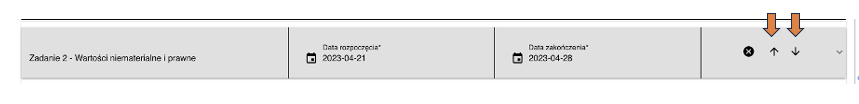 Zadanie 2 - Wartości niematerialne i prawne
Data rozpoczęcia*
2023-04-21
Data zakończenia*
2023-04-28